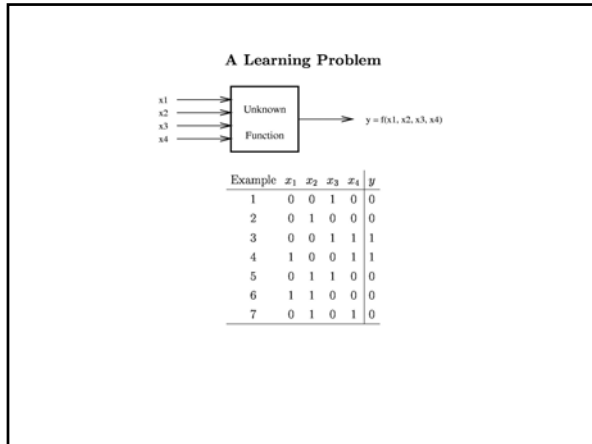 A Learning Problem
x1
x2
x3
x4
Unknown
Function
y = f(x1, x2, x3, x4)
Example x₁ x₂ x₃ x₄ y
1 0 0 1 0 0
2 0 1 0 0 0
3 0 0 1 1 1
4 1 0 0 1 1
5 0 1 1 0 0
6 1 1 0 0 0
7 0 1 0 1 0